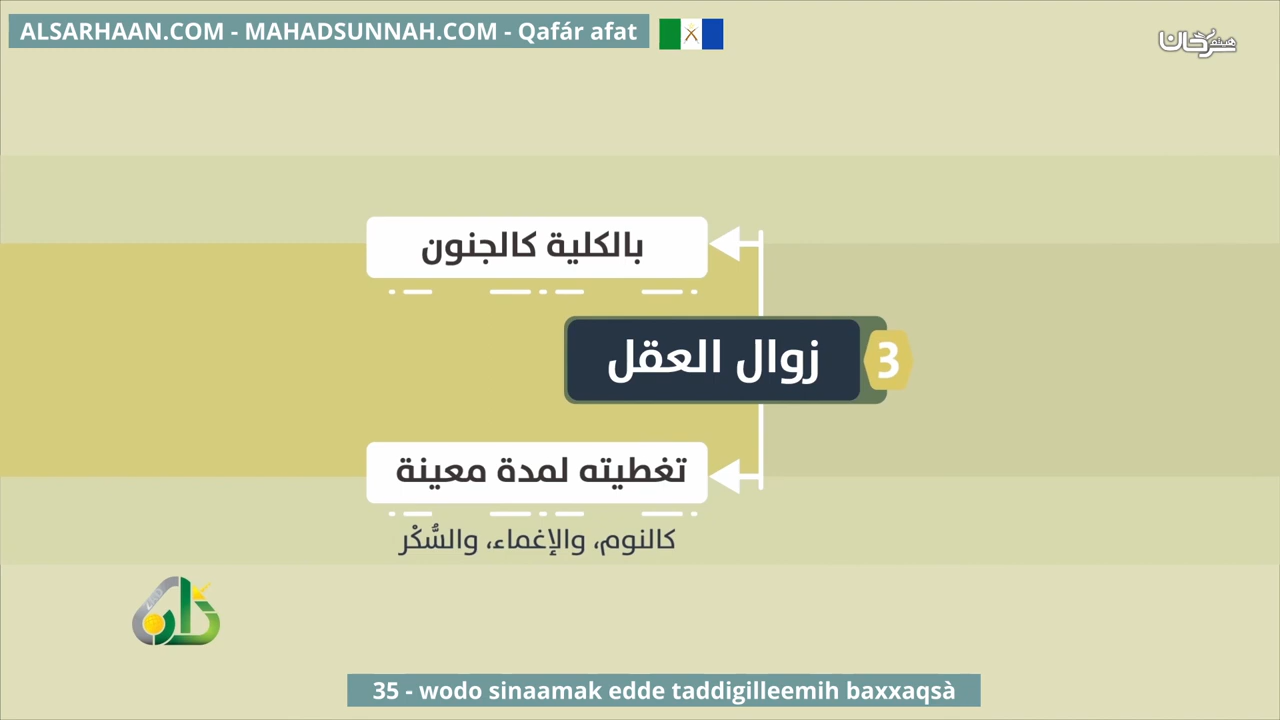 ALSARHAAN.COM - MAHADSUNNAH.COM - Qafár afat
بالكلية كالجنون
3 زوال العقل
تغطيته لمدة معينة
كالنوم، والإغماء، والسُّكْر
35 - wodo sinaamak edde taddigilleemih baxxaqsà